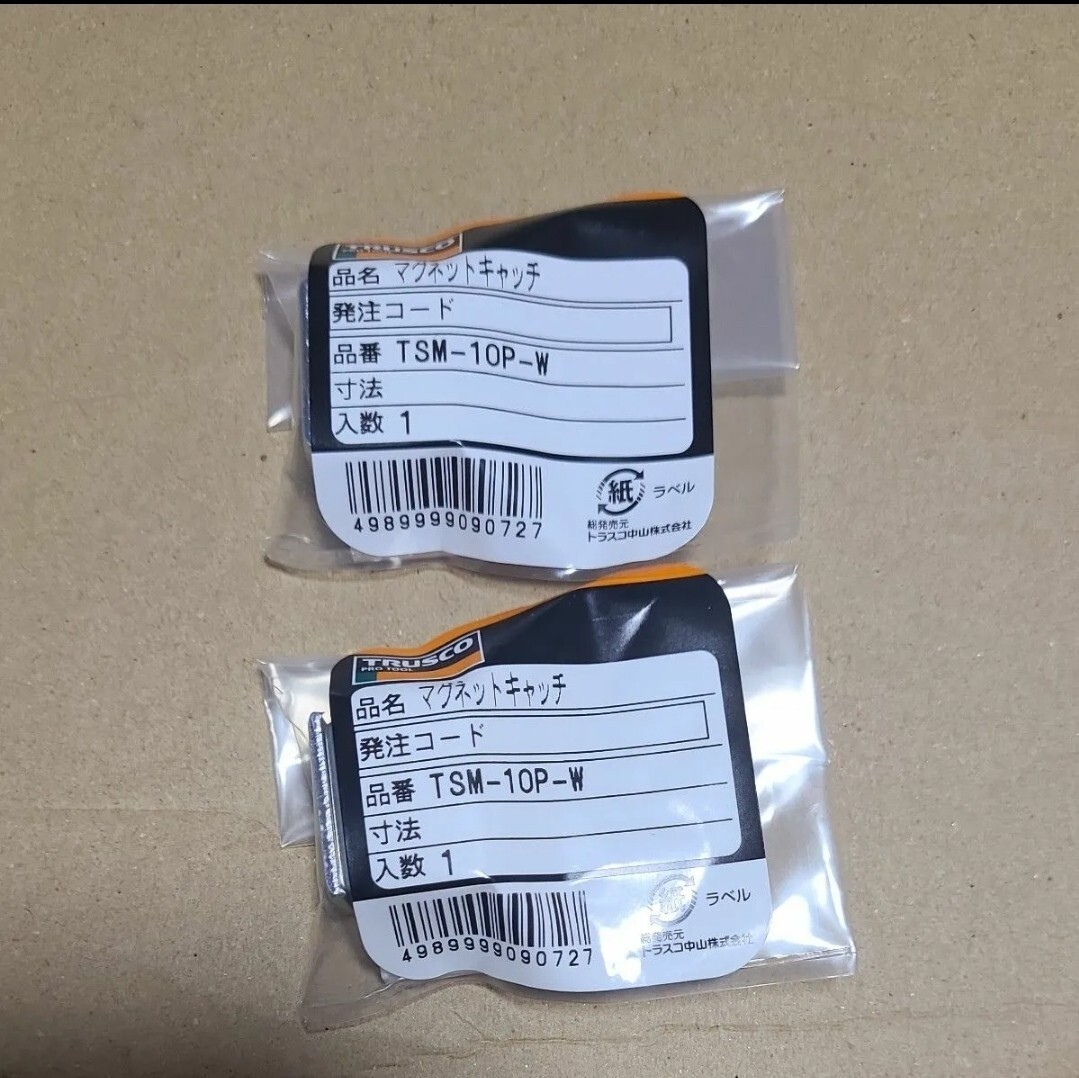 TRUSCO
品名 マグネットキャッチ
発注コード
品番 TSM-10P-W
寸法
入数 1
4989999090727
紙 ラベル
総発売元
トラスコ中山株式会社
TRUSCO
PRO TOOL
品名 マグネットキャッチ
発注コード
品番 TSM-10P-W
寸法
入数 1
4989999090727
紙 ラベル
総発売元
トラスコ中山株式会社